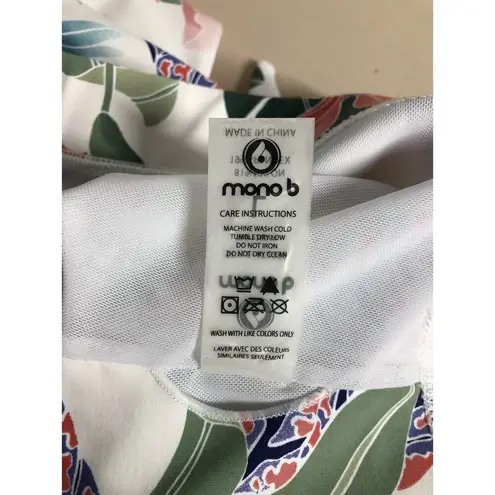 MADE IN CHINA
mono b
CARE INSTRUCTIONS
MACHINE WASH COLD
TUMBLE DRY LOW
DO NOT IRON
DO NOT DRY CLEAN
mono b
WASH WITH LIKE COLORS ONLY
LAVER AVEC DES COULEURS
SIMILAIRES SEULEMENT